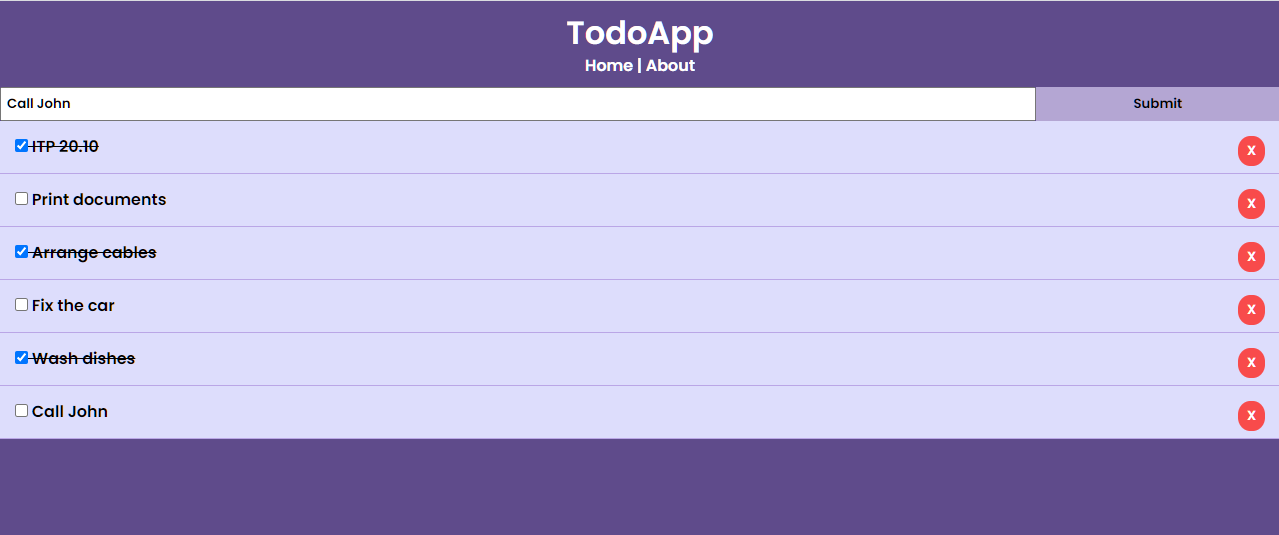 TodoApp
Home | About
Call John
Submit
ITP 20.10
X
Print documents
X
Arrange cables
X
Fix the car
X
Wash dishes
X
Call John
X